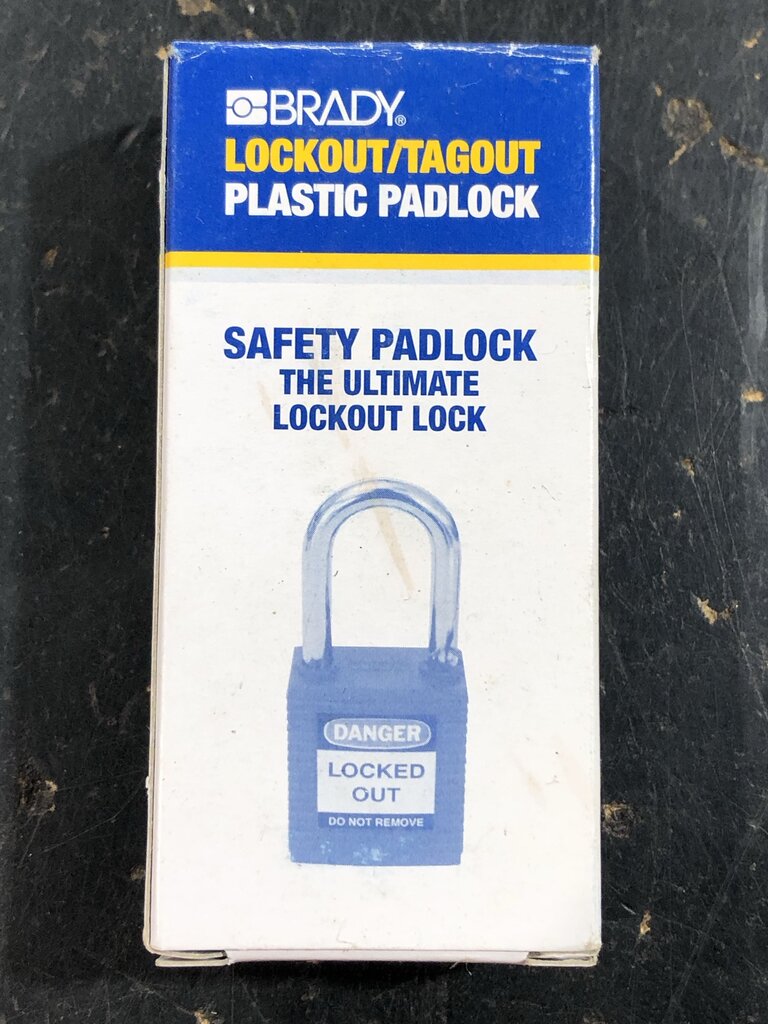 BRADY®
LOCKOUT/TAGOUT
PLASTIC PADLOCK
SAFETY PADLOCK
THE ULTIMATE
LOCKOUT LOCK
DANGER
LOCKED
OUT
DO NOT REMOVE